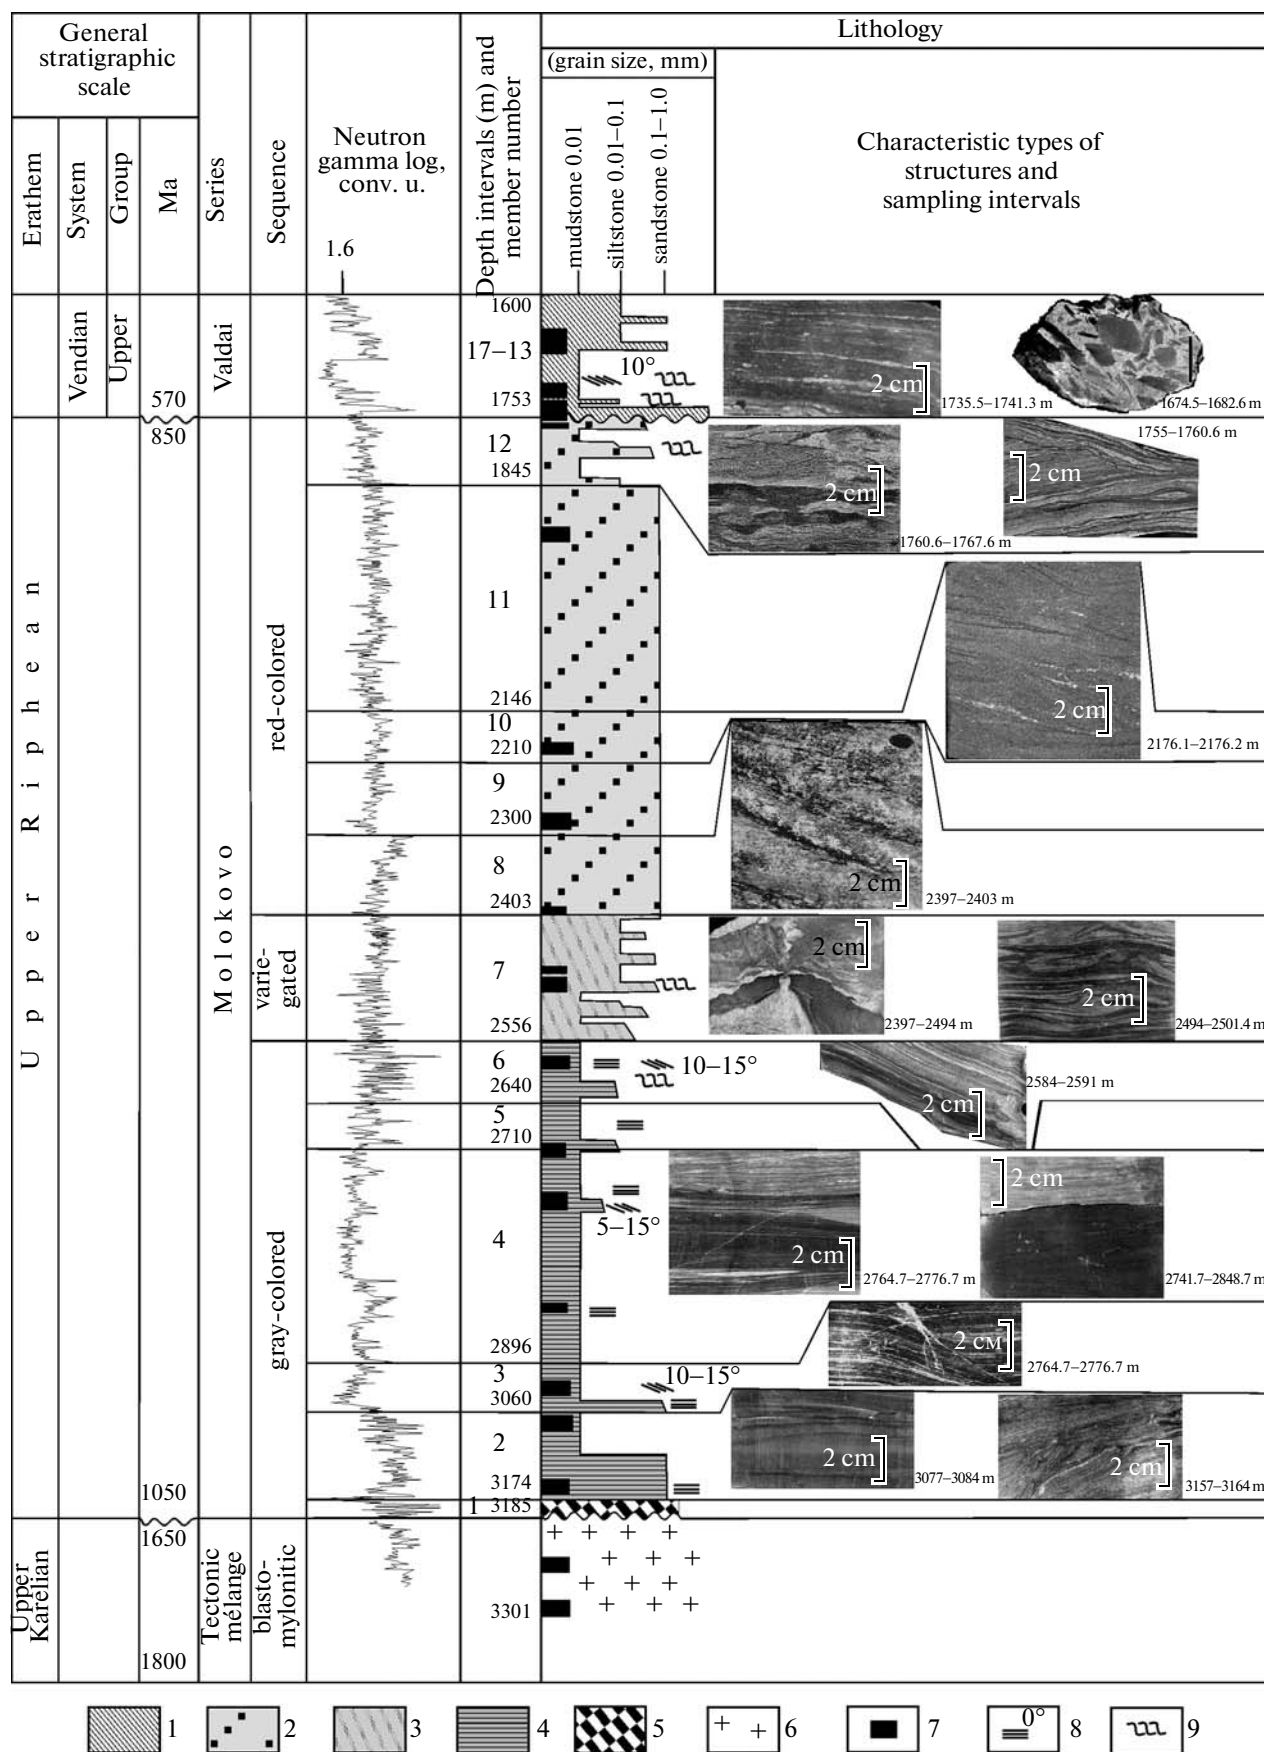 General
stratigraphic
scale
Erathem
System
Group
Ma
Series
Sequence
Neutron
gamma log,
conv. u.
1.6
Depth intervals (m) and
member number
Lithology
(grain size, mm)
mudstone 0.01
siltstone 0.01–0.1
sandstone 0.1–1.0
Characteristic types of
structures and
sampling intervals
Vendian
Upper
570
Valdai
1600
17–13
1753
10°
2 cm
1735.5–1741.3 m
1674.5–1682.6 m
Upper Riphean
850
1050
Molokovo
red-colored
12
1845
2 cm
1760.6–1767.6 m
1755–1760.6 m
2 cm
11
2146
10
2210
2 cm
2176.1–2176.2 m
9
2300
8
2403
2 cm
2397–2403 m
varie-
gated
7
2556
2 cm
2397–2494 m
2 cm
2494–2501.4 m
gray-colored
6
2640
10–15°
2 cm
2584–2591 m
5
2710
4
2896
5–15°
2 cm
2764.7–2776.7 m
2 cm
2741.7–2848.7 m
3
3060
10–15°
2 см
2764.7–2776.7 m
2
3174
2 cm
3077–3084 m
2 cm
3157–3164 m
1
3185
Upper
Karelian
1650
1800
Tectonic
mélange
blasto-
mylonitic
3301
1
2
3
4
5
6
7
0°
8
9